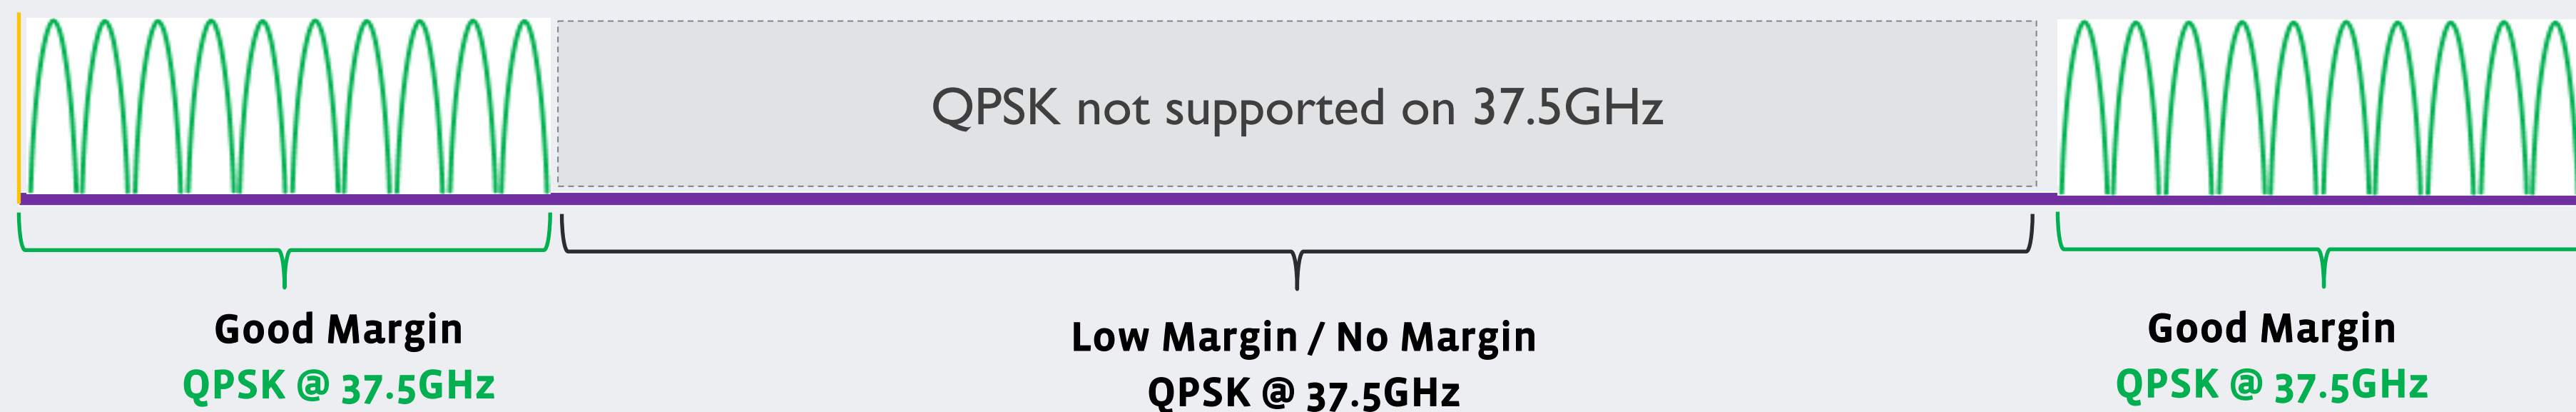 QPSK not supported on 37.5GHz
Good Margin
QPSK @ 37.5GHz
Low Margin / No Margin
QPSK @ 37.5GHz
Good Margin
QPSK @ 37.5GHz